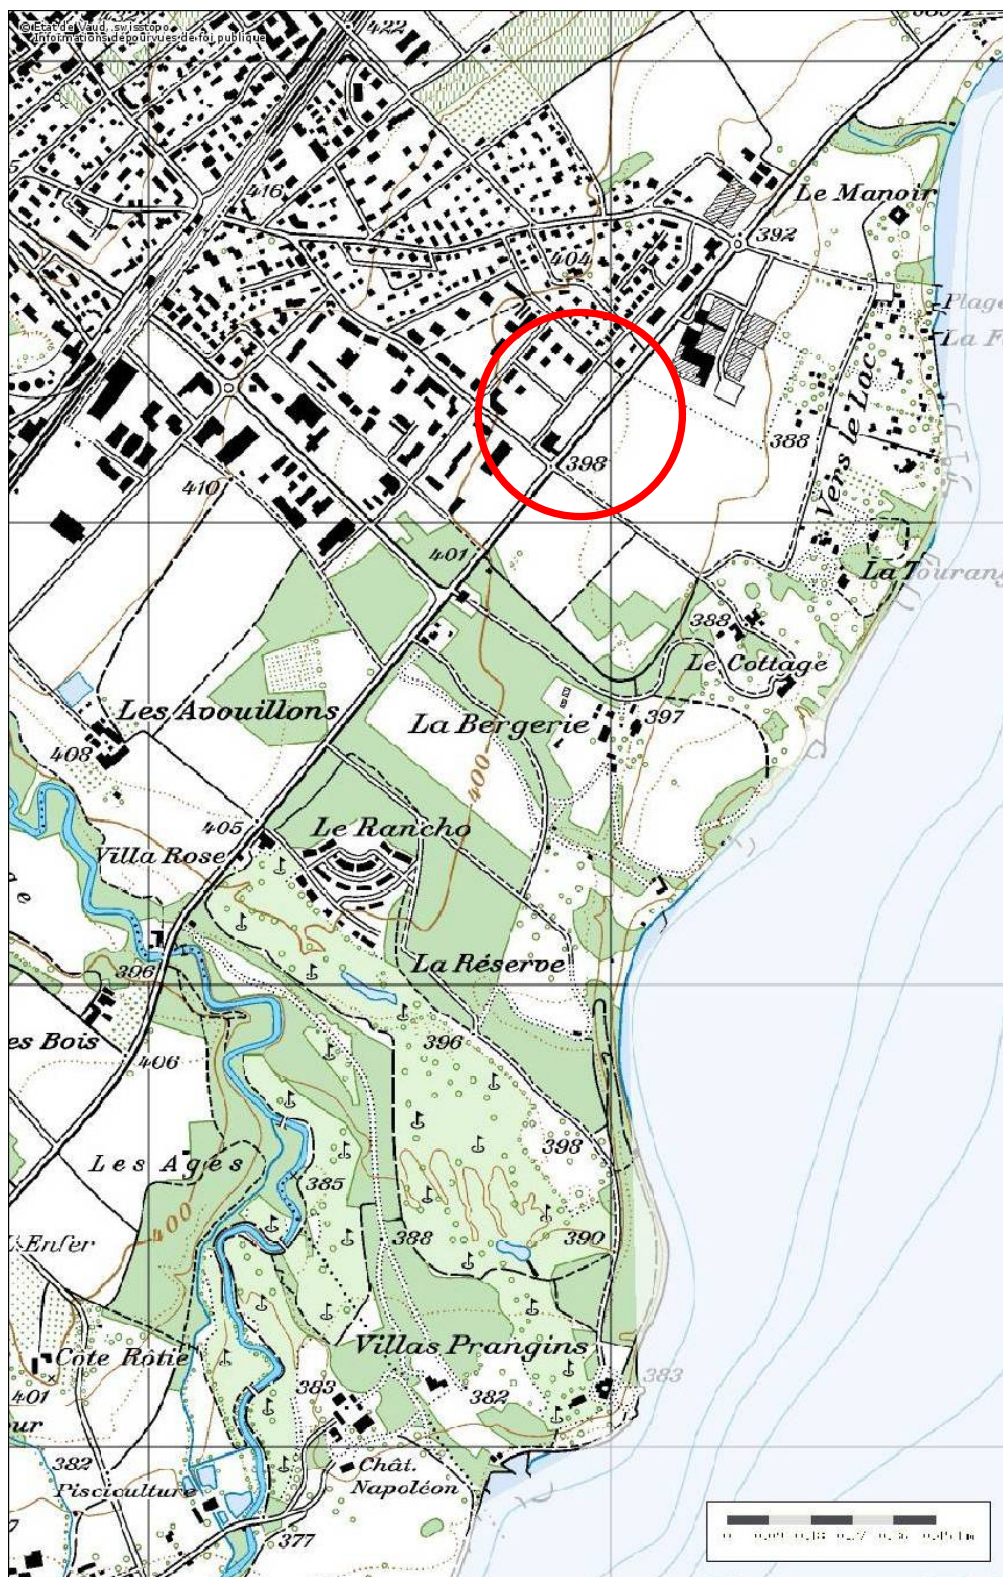 © Etat de Vaud, swisstopo
Informations dépourvues de foi publique
422
416
Le Manoir
392
404
Plage
La F
388
Vers le Lac
398
410
401
La Tourang
388
Le Cottage
Les Avouillons
La Bergerie
397
408
400
405
Le Rancho
Villa Rose
e
La Réserve
396
396
es Bois
406
398
Les Ages
385
400
388
390
L'Enfer
Villas Prangins
Côte Rôtie
383
383
382
401
ur
382
Pisciculture
Chât.
Napoléon
377